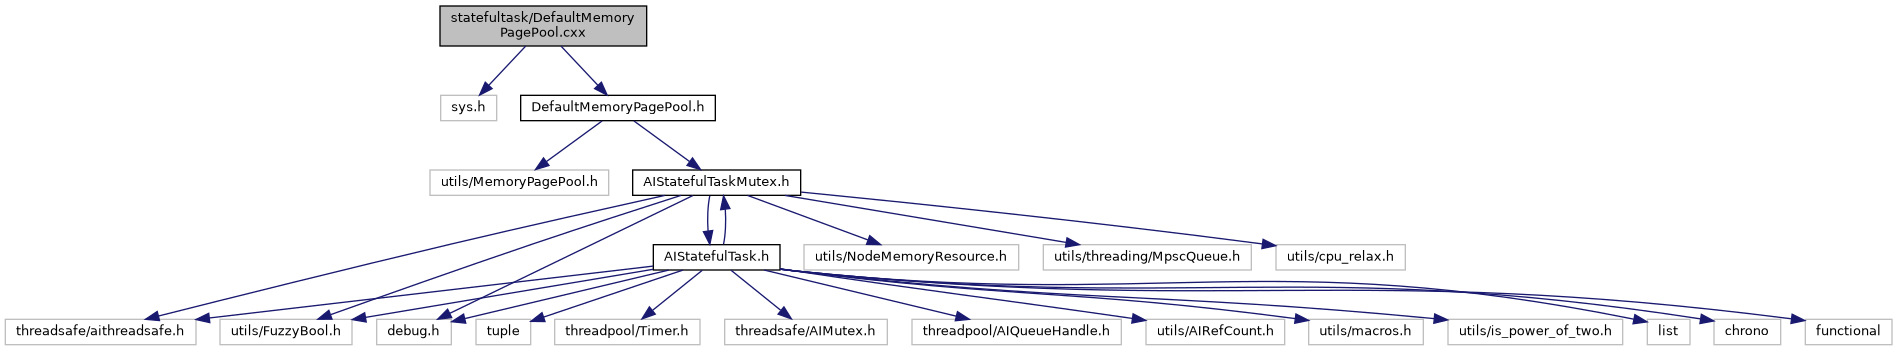 statefultask/DefaultMemory
PagePool.cxx
sys.h
DefaultMemoryPagePool.h
utils/MemoryPagePool.h
AIStatefulTaskMutex.h
AIStatefulTask.h
utils/NodeMemoryResource.h
utils/threading/MpscQueue.h
utils/cpu_relax.h
threadsafe/aithreadsafe.h
utils/FuzzyBool.h
debug.h
tuple
threadpool/Timer.h
threadsafe/AIMutex.h
threadpool/AIQueueHandle.h
utils/AIRefCount.h
utils/macros.h
utils/is_power_of_two.h
list
chrono
functional